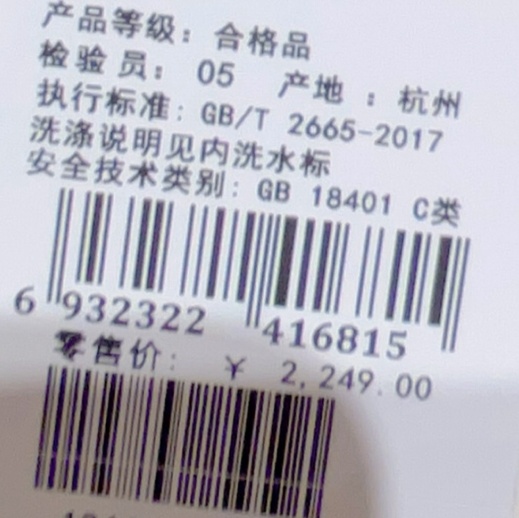 产品等级: 合格品
检验员: 05 产地 : 杭州
执行标准: GB/T 2665-2017
洗涤说明见内洗水标
安全技术类别: GB 18401 C类
6 932322 416815
零售价: ¥ 2,249.00